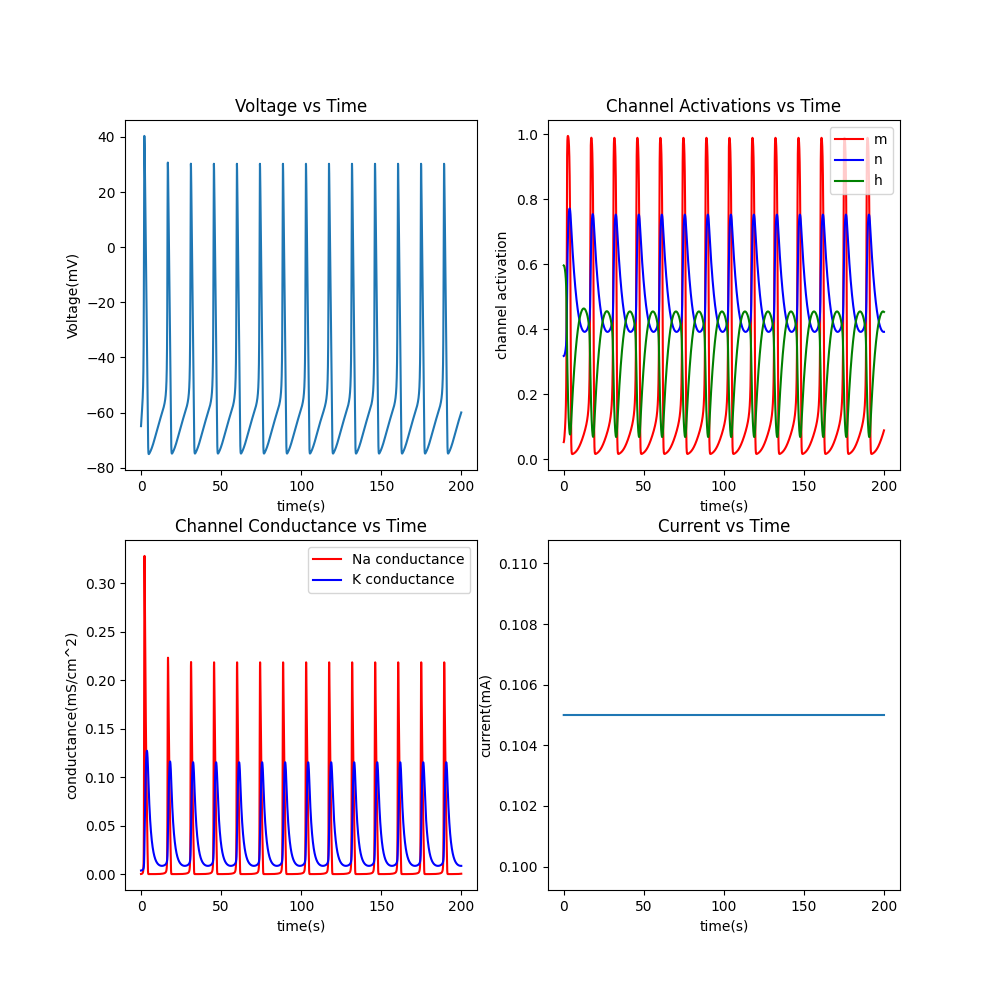 Voltage vs Time
40
20
0
−20
−40
−60
−80
Voltage(mV)
0 50 100 150 200
time(s)
Channel Activations vs Time
m
n
h
1.0
0.8
0.6
0.4
0.2
0.0
channel activation
0 50 100 150 200
time(s)
Channel Conductance vs Time
Na conductance
K conductance
0.30
0.25
0.20
0.15
0.10
0.05
0.00
conductance(mS/cm^2)
0 50 100 150 200
time(s)
Current vs Time
0.110
0.108
0.106
0.104
0.102
0.100
current(mA)
0 50 100 150 200
time(s)